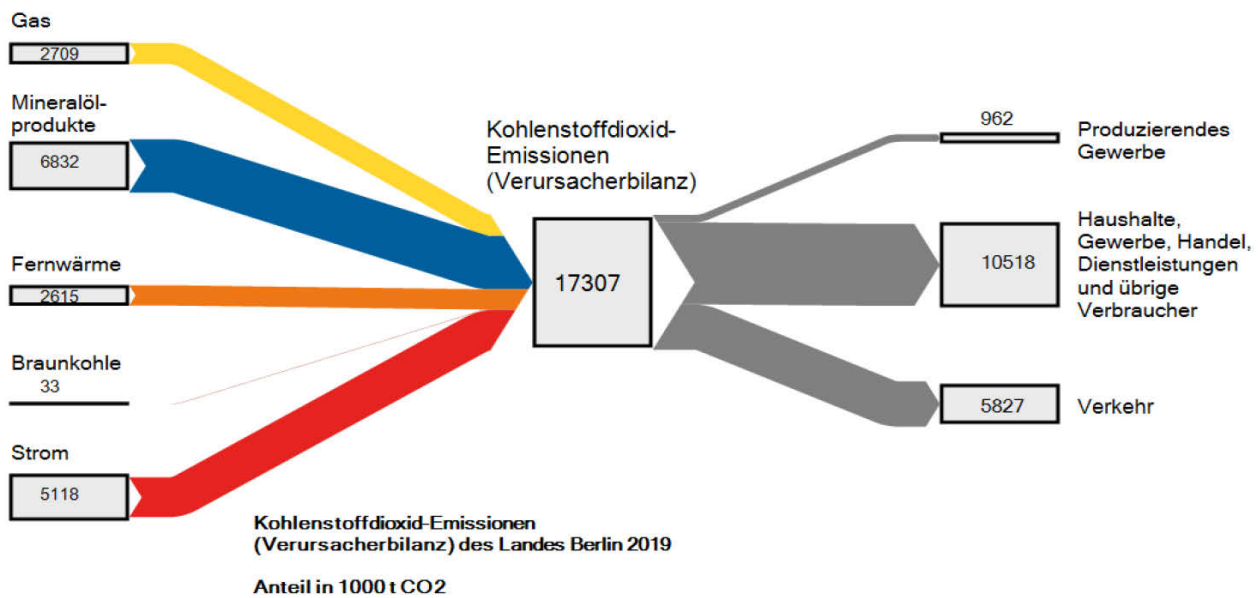 Gas
2709
Mineralöl-
produkte
6832
Fernwärme
2615
Braunkohle
33
Strom
5118
Kohlenstoffdioxid-
Emissionen
(Verursacherbilanz)
17307
962
Produzierendes
Gewerbe
10518
Haushalte,
Gewerbe, Handel,
Dienstleistungen
und übrige
Verbraucher
5827
Verkehr
Kohlenstoffdioxid-Emissionen
(Verursacherbilanz) des Landes Berlin 2019
Anteil in 1000 t CO2